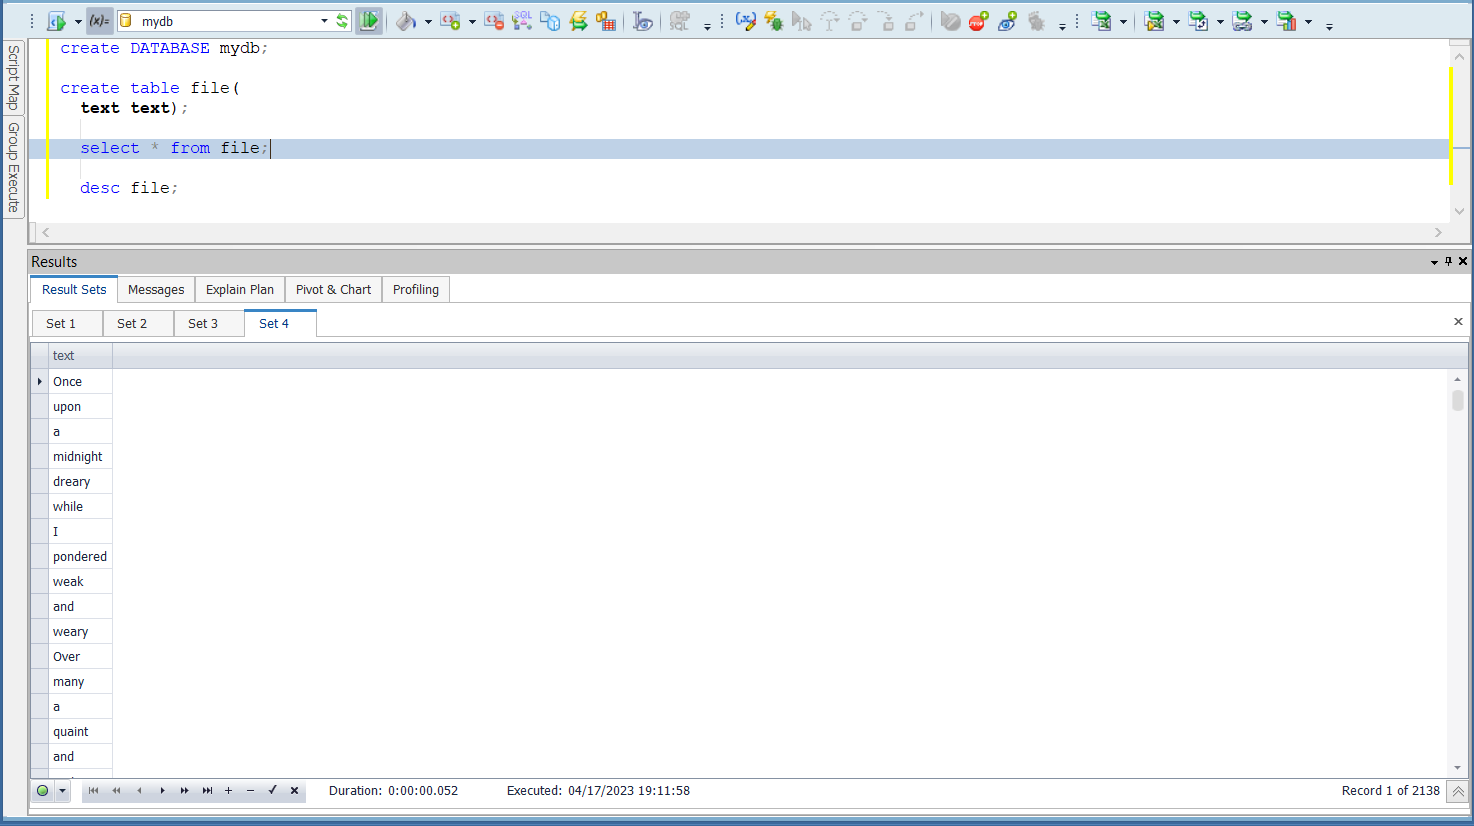 (x)= mydb
Script Map
Group Execute
create DATABASE mydb;
create table file(
text text);
select * from file;
desc file;
Results
Result Sets Messages Explain Plan Pivot & Chart Profiling
Set 1 Set 2 Set 3 Set 4
text
Once
upon
a
midnight
dreary
while
I
pondered
weak
and
weary
Over
many
a
quaint
and
Duration: 0:00:00.052 Executed: 04/17/2023 19:11:58 Record 1 of 2138